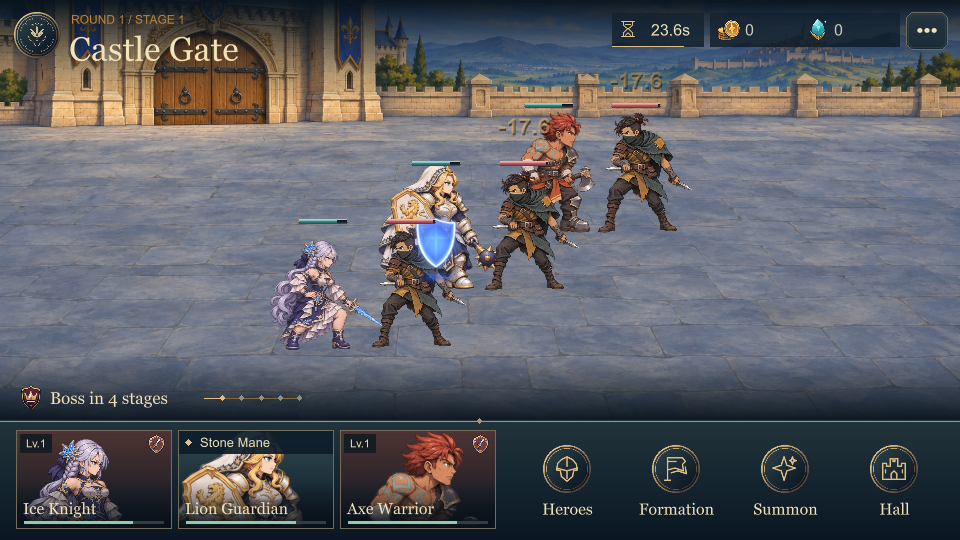 ROUND 1 / STAGE 1
Castle Gate
23.6s
0
0
-17.6
-17.6
Boss in 4 stages
Lv.1
Ice Knight
Stone Mane
Lion Guardian
Lv.1
Axe Warrior
Heroes
Formation
Summon
Hall